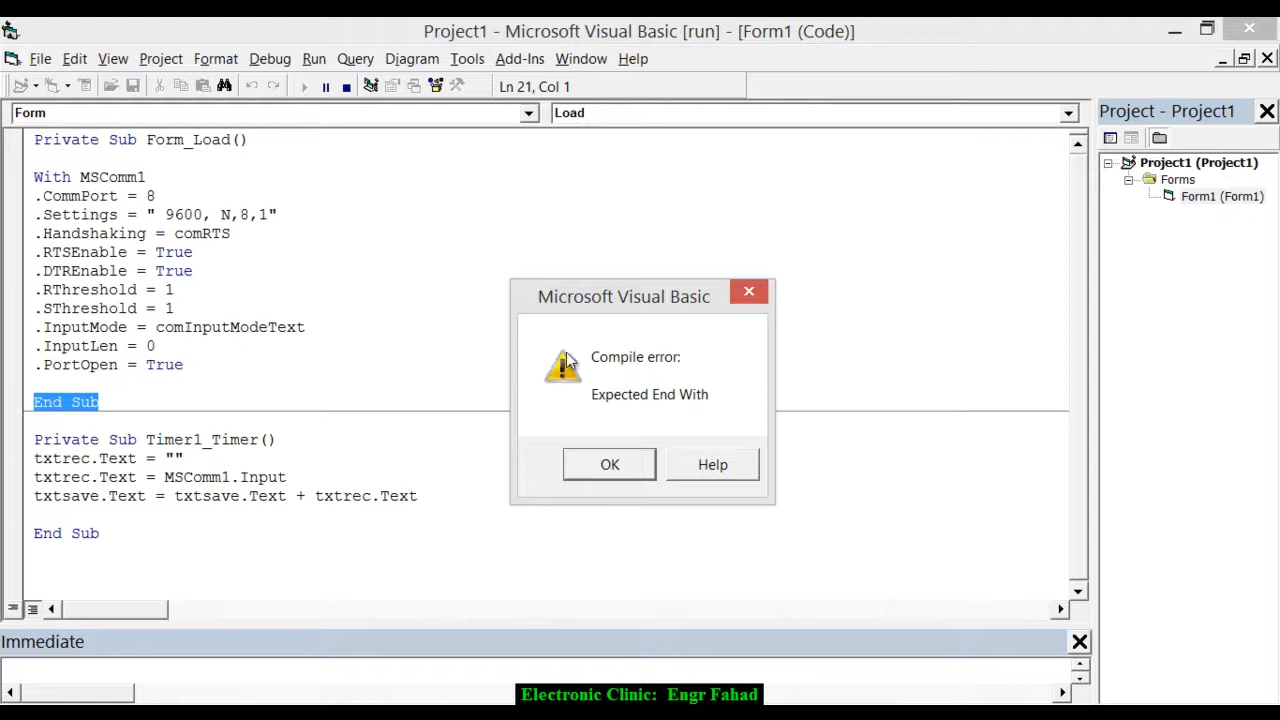 Project1 - Microsoft Visual Basic [run] - [Form1 (Code)]
File Edit View Project Format Debug Run Query Diagram Tools Add-Ins Window Help
Ln 21, Col 1
Form
Load
Project - Project1
Private Sub Form_Load()
With MSComm1
.CommPort = 8
.Settings = " 9600, N,8,1"
.Handshaking = comRTS
.RTSEnable = True
.DTREnable = True
.RThreshold = 1
.SThreshold = 1
.InputMode = comInputModeText
.InputLen = 0
.PortOpen = True
End Sub
Private Sub Timer1_Timer()
txtrec.Text = ""
txtrec.Text = MSComm1.Input
txtsave.Text = txtsave.Text + txtrec.Text
End Sub
Project1 (Project1)
Forms
Form1 (Form1)
Microsoft Visual Basic
Compile error:
Expected End With
OK
Help
Immediate
Electronic Clinic: Engr Fahad